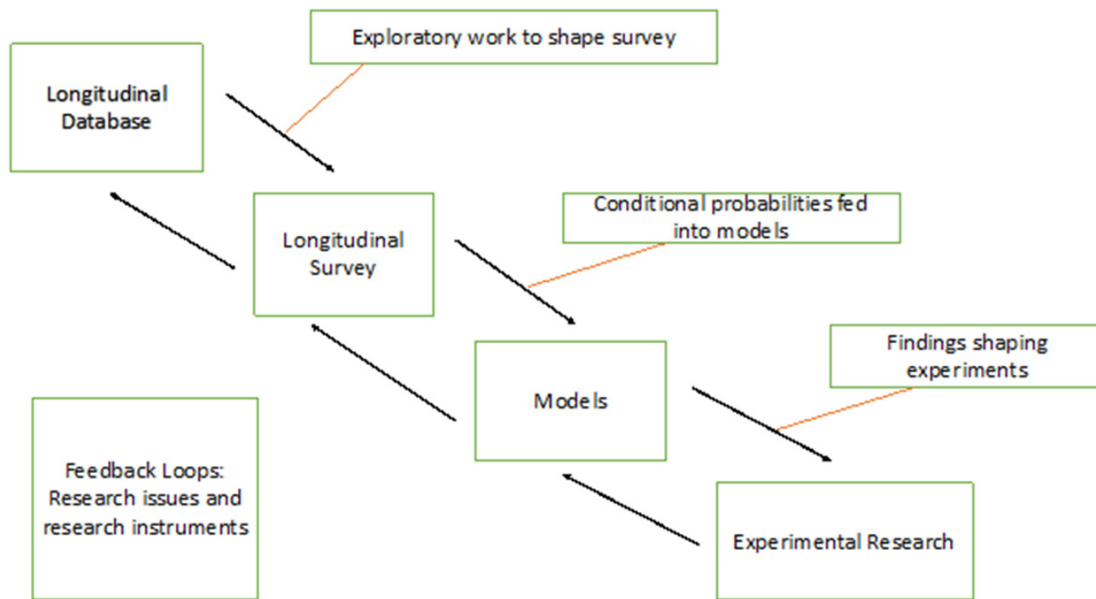 Exploratory work to shape survey
Longitudinal
Database
Conditional probabilities fed
into models
Longitudinal
Survey
Findings shaping
experiments
Models
Feedback Loops:
Research issues and
research instruments
Experimental Research